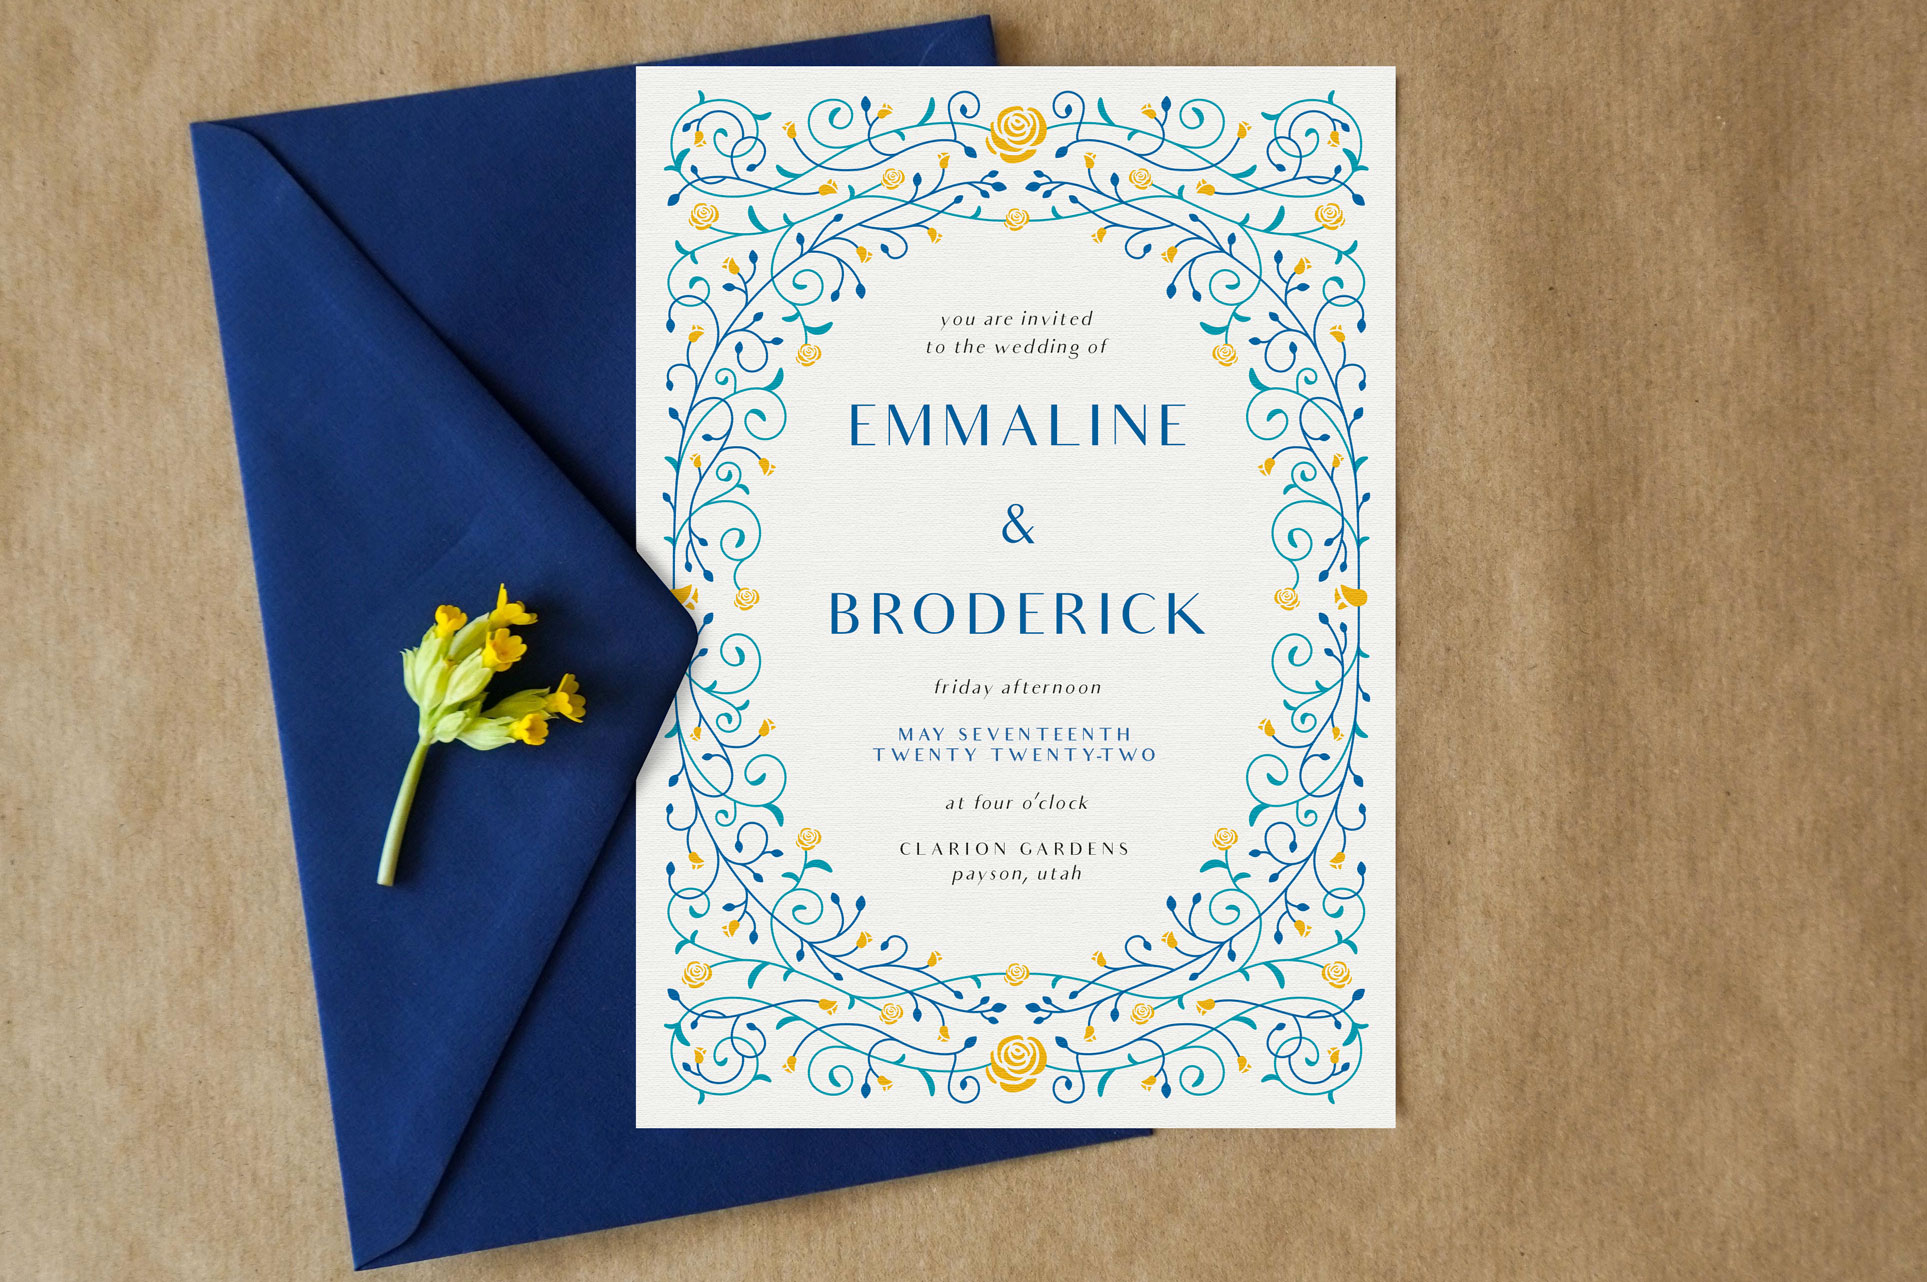 you are invited
to the wedding of
EMMALINE
&
BRODERICK
friday afternoon
MAY SEVENTEENTH
TWENTY TWENTY-TWO
at four o'clock
CLARION GARDENS
payson, utah